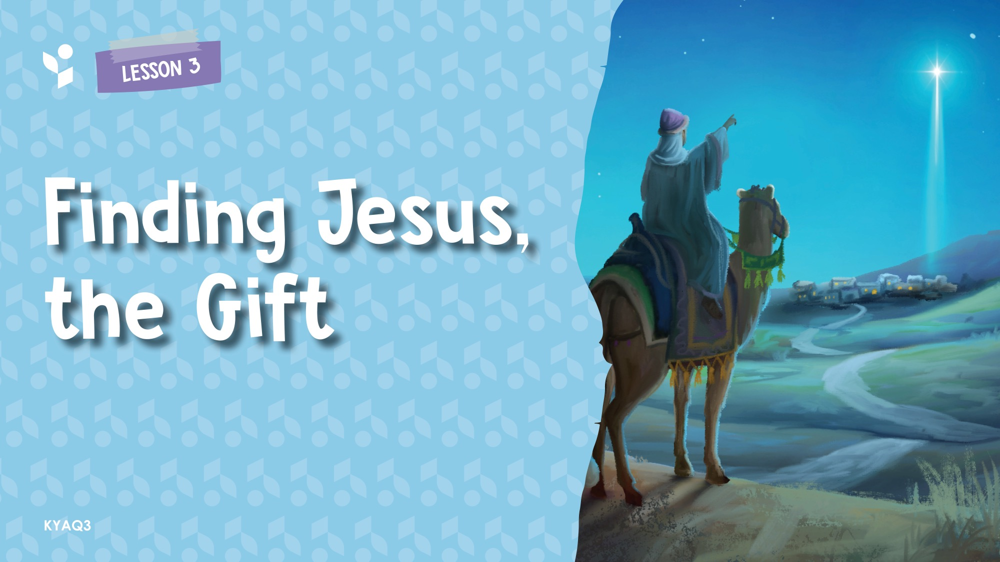 LESSON 3
Finding Jesus,
the Gift
KYAQ3